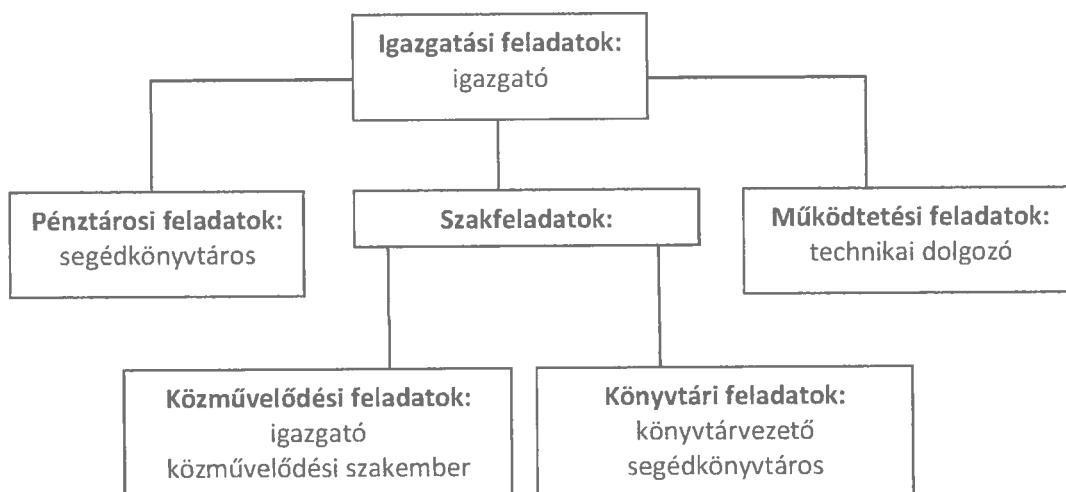 Igazgatási feladatok:
igazgató
Pénztárosi feladatok:
segédkönyvtáros
Szakfeladatok:
Működtetési feladatok:
technikai dolgozó
Közművelődési feladatok:
igazgató
közművelődési szakember
Könyvtári feladatok:
könyvtárvezető
segédkönyvtáros